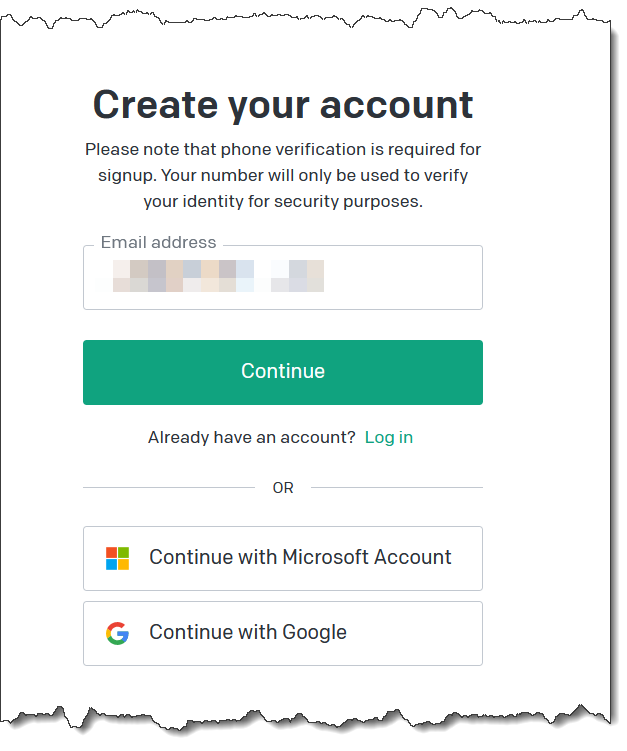 Create your account
Please note that phone verification is required for
signup. Your number will only be used to verify
your identity for security purposes.
Email address
Continue
Already have an account? Log in
OR
Continue with Microsoft Account
Continue with Google